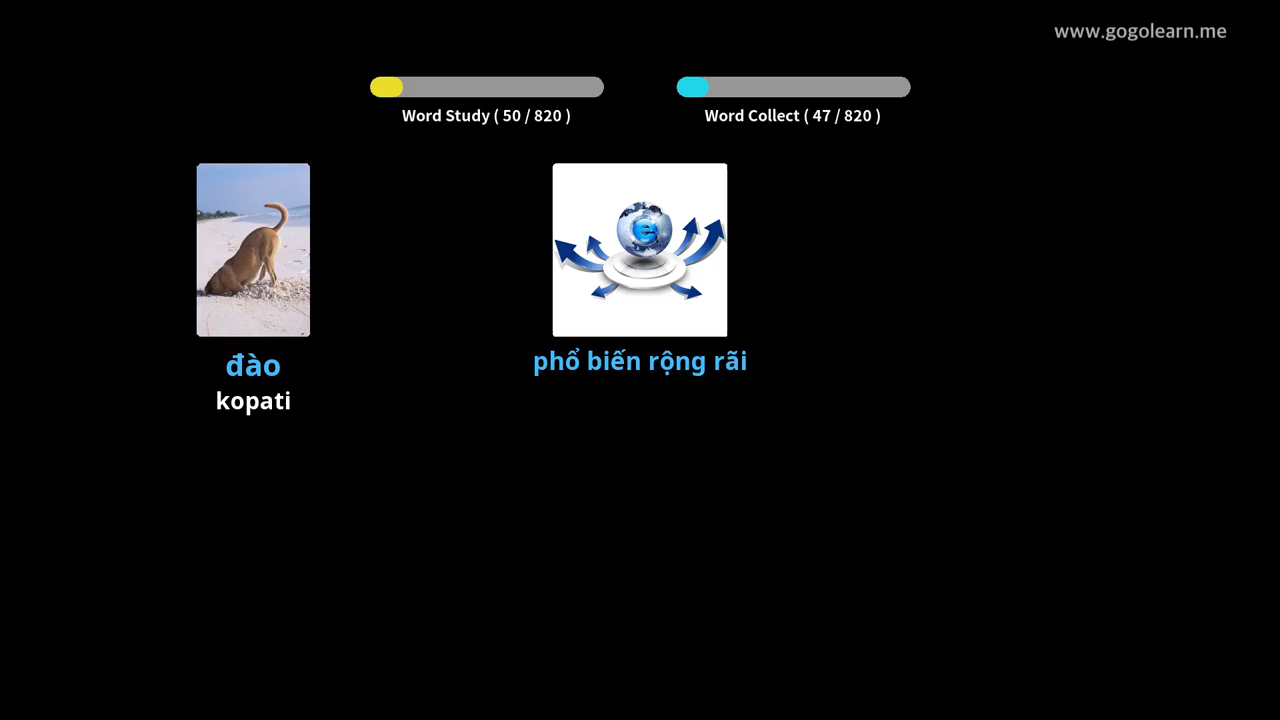 www.gogolearn.me
Word Study ( 50 / 820 )
Word Collect ( 47 / 820 )
e
đào
kopati
phổ biến rộng rãi